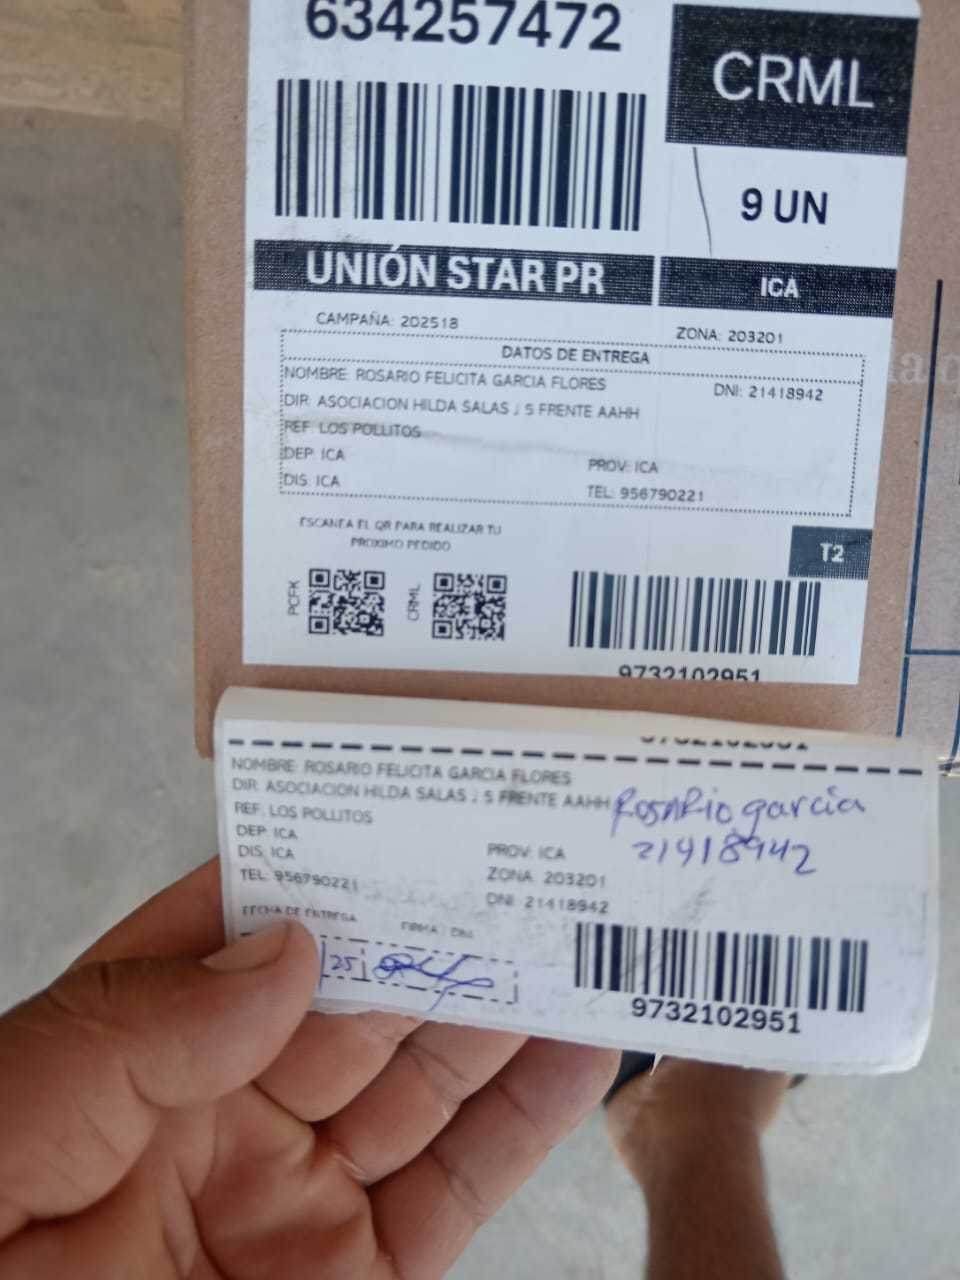 634257472
CRML
9 UN
UNIÓN STAR PR
ICA
CAMPAÑA: 202518
ZONA: 203201
DATOS DE ENTREGA
NOMBRE: ROSARIO FELICITA GARCIA FLORES
DNI: 21418942
DIR: ASOCIACION HILDA SALAS J 5 FRENTE AAHH
REF: LOS POLLITOS
DEP: ICA
PROV: ICA
DIS: ICA
TEL: 956790221
ESCANEA EL QR PARA REALIZAR TU
PROXIMO PEDIDO
T2
PCFK
CRML
9732102951
9732102951
NOMBRE: ROSARIO FELICITA GARCIA FLORES
DIR: ASOCIACION HILDA SALAS J 5 FRENTE AAHH
Rosario garcia
REF: LOS POLLITOS
21418942
DEP: ICA
DIS: ICA
PROV: ICA
TEL: 956790221
ZONA: 203201
DNI: 21418942
FECHA DE ENTREGA
FIRMA / DNI
/25
9732102951